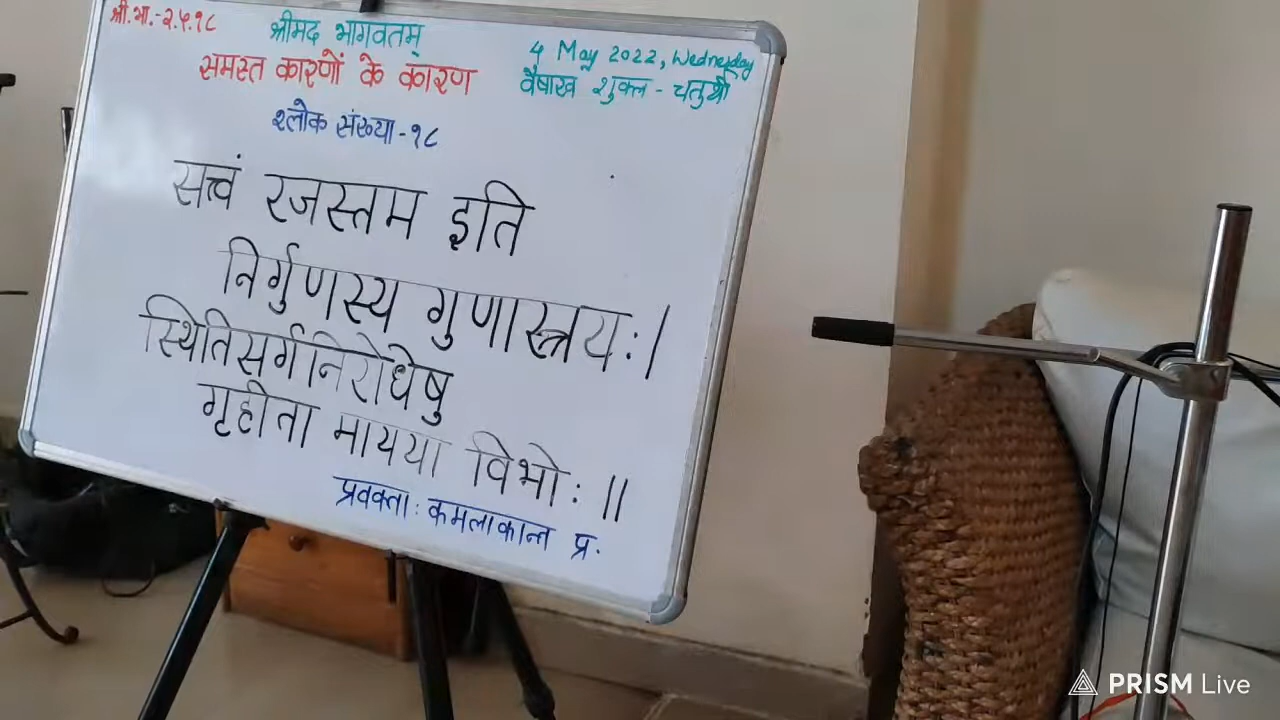 श्री.भा.-२.५.१८
श्रीमद भागवतम्
4 May 2022, Wednesday
समस्त कारणों के कारण
वैषाख शुक्ल - चतुर्थी
श्लोक संख्या-१८
सत्त्वं रजस्तम इति
निर्गुणस्य गुणास्त्रयः।
स्थितिसर्गनिरोधेषु
गृहीता मायया विभोः ॥
प्रवक्ता : कमलाकान्त प्र.
PRISM Live